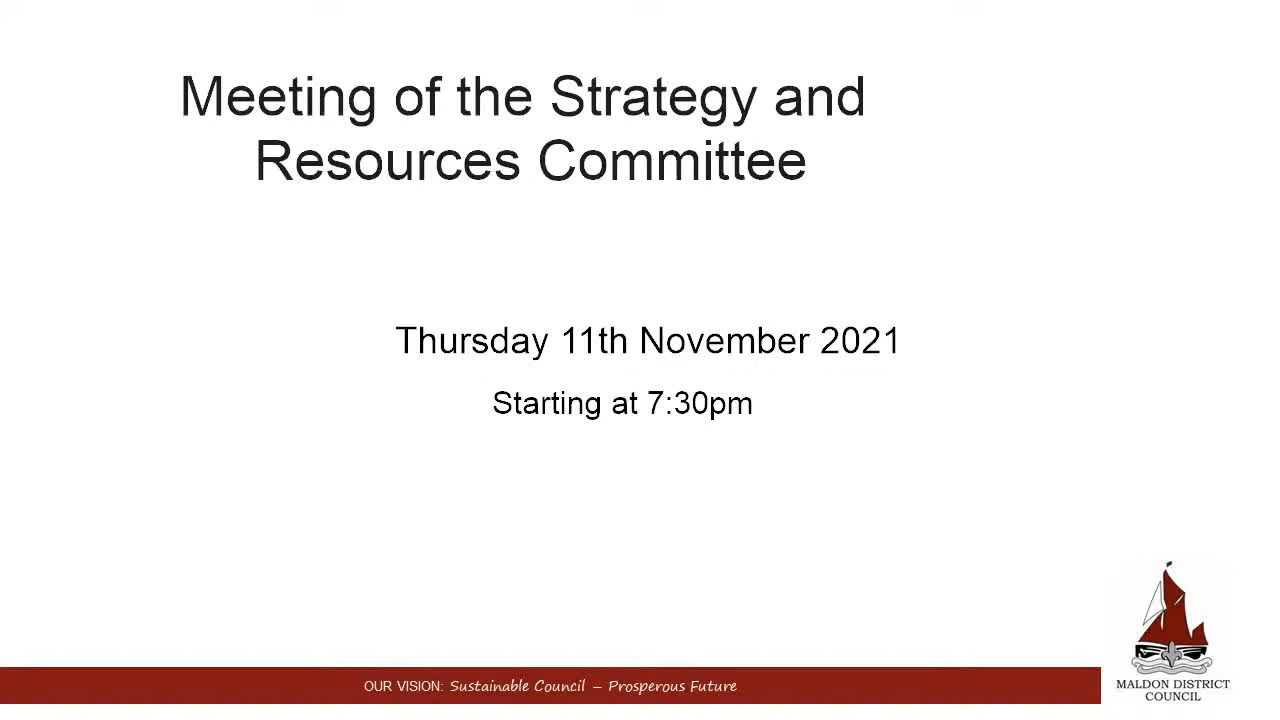 Meeting of the Strategy and
Resources Committee
Thursday 11th November 2021
Starting at 7:30pm
OUR VISION: Sustainable Council – Prosperous Future
MALDON DISTRICT
COUNCIL